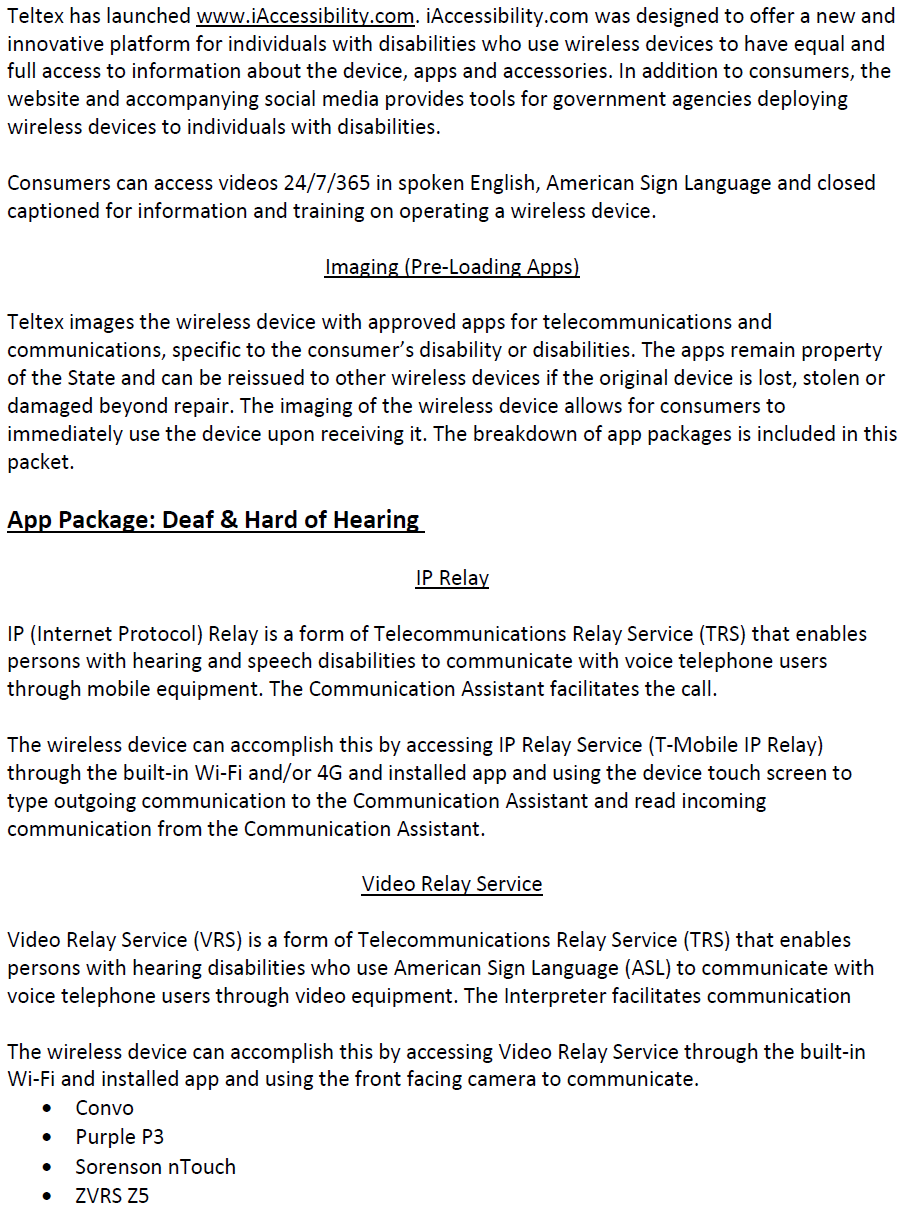 Teltex has launched www.iAccessibility.com. iAccessibility.com was designed to offer a new and
innovative platform for individuals with disabilities who use wireless devices to have equal and
full access to information about the device, apps and accessories. In addition to consumers, the
website and accompanying social media provides tools for government agencies deploying
wireless devices to individuals with disabilities.
Consumers can access videos 24/7/365 in spoken English, American Sign Language and closed
captioned for information and training on operating a wireless device.
Imaging (Pre-Loading Apps)
Teltex images the wireless device with approved apps for telecommunications and
communications, specific to the consumer’s disability or disabilities. The apps remain property
of the State and can be reissued to other wireless devices if the original device is lost, stolen or
damaged beyond repair. The imaging of the wireless device allows for consumers to
immediately use the device upon receiving it. The breakdown of app packages is included in this
packet.
App Package: Deaf & Hard of Hearing
IP Relay
IP (Internet Protocol) Relay is a form of Telecommunications Relay Service (TRS) that enables
persons with hearing and speech disabilities to communicate with voice telephone users
through mobile equipment. The Communication Assistant facilitates the call.
The wireless device can accomplish this by accessing IP Relay Service (T-Mobile IP Relay)
through the built-in Wi-Fi and/or 4G and installed app and using the device touch screen to
type outgoing communication to the Communication Assistant and read incoming
communication from the Communication Assistant.
Video Relay Service
Video Relay Service (VRS) is a form of Telecommunications Relay Service (TRS) that enables
persons with hearing disabilities who use American Sign Language (ASL) to communicate with
voice telephone users through video equipment. The Interpreter facilitates communication
The wireless device can accomplish this by accessing Video Relay Service through the built-in
Wi-Fi and installed app and using the front facing camera to communicate.
• Convo
• Purple P3
• Sorenson nTouch
• ZVRS Z5